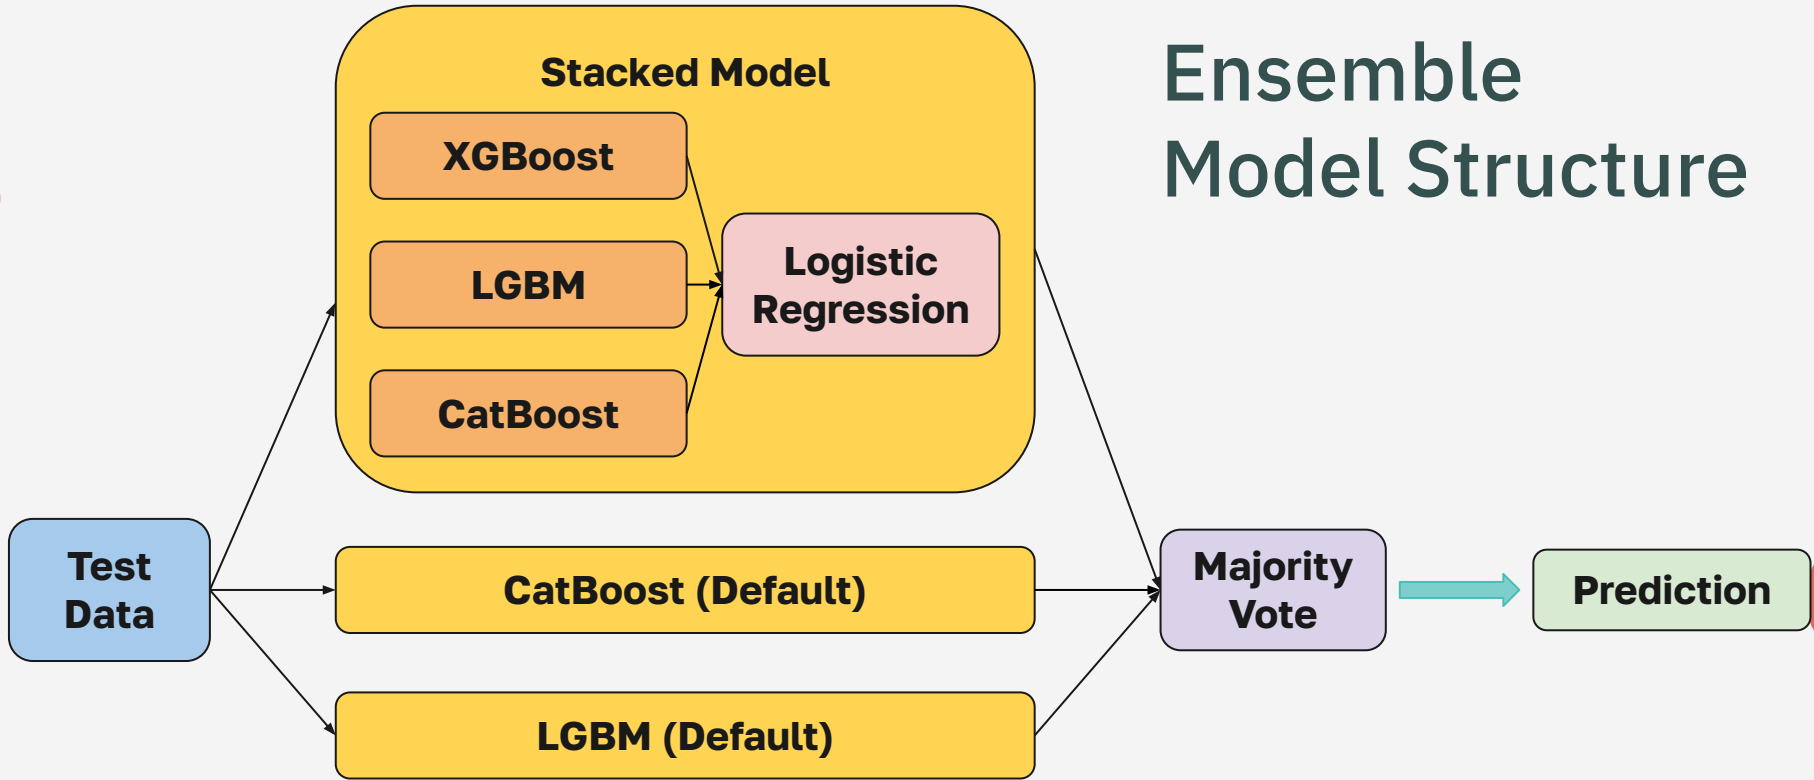 Ensemble
Model Structure
Stacked Model
XGBoost
LGBM
CatBoost
Logistic
Regression
Test
Data
CatBoost (Default)
LGBM (Default)
Majority
Vote
Prediction